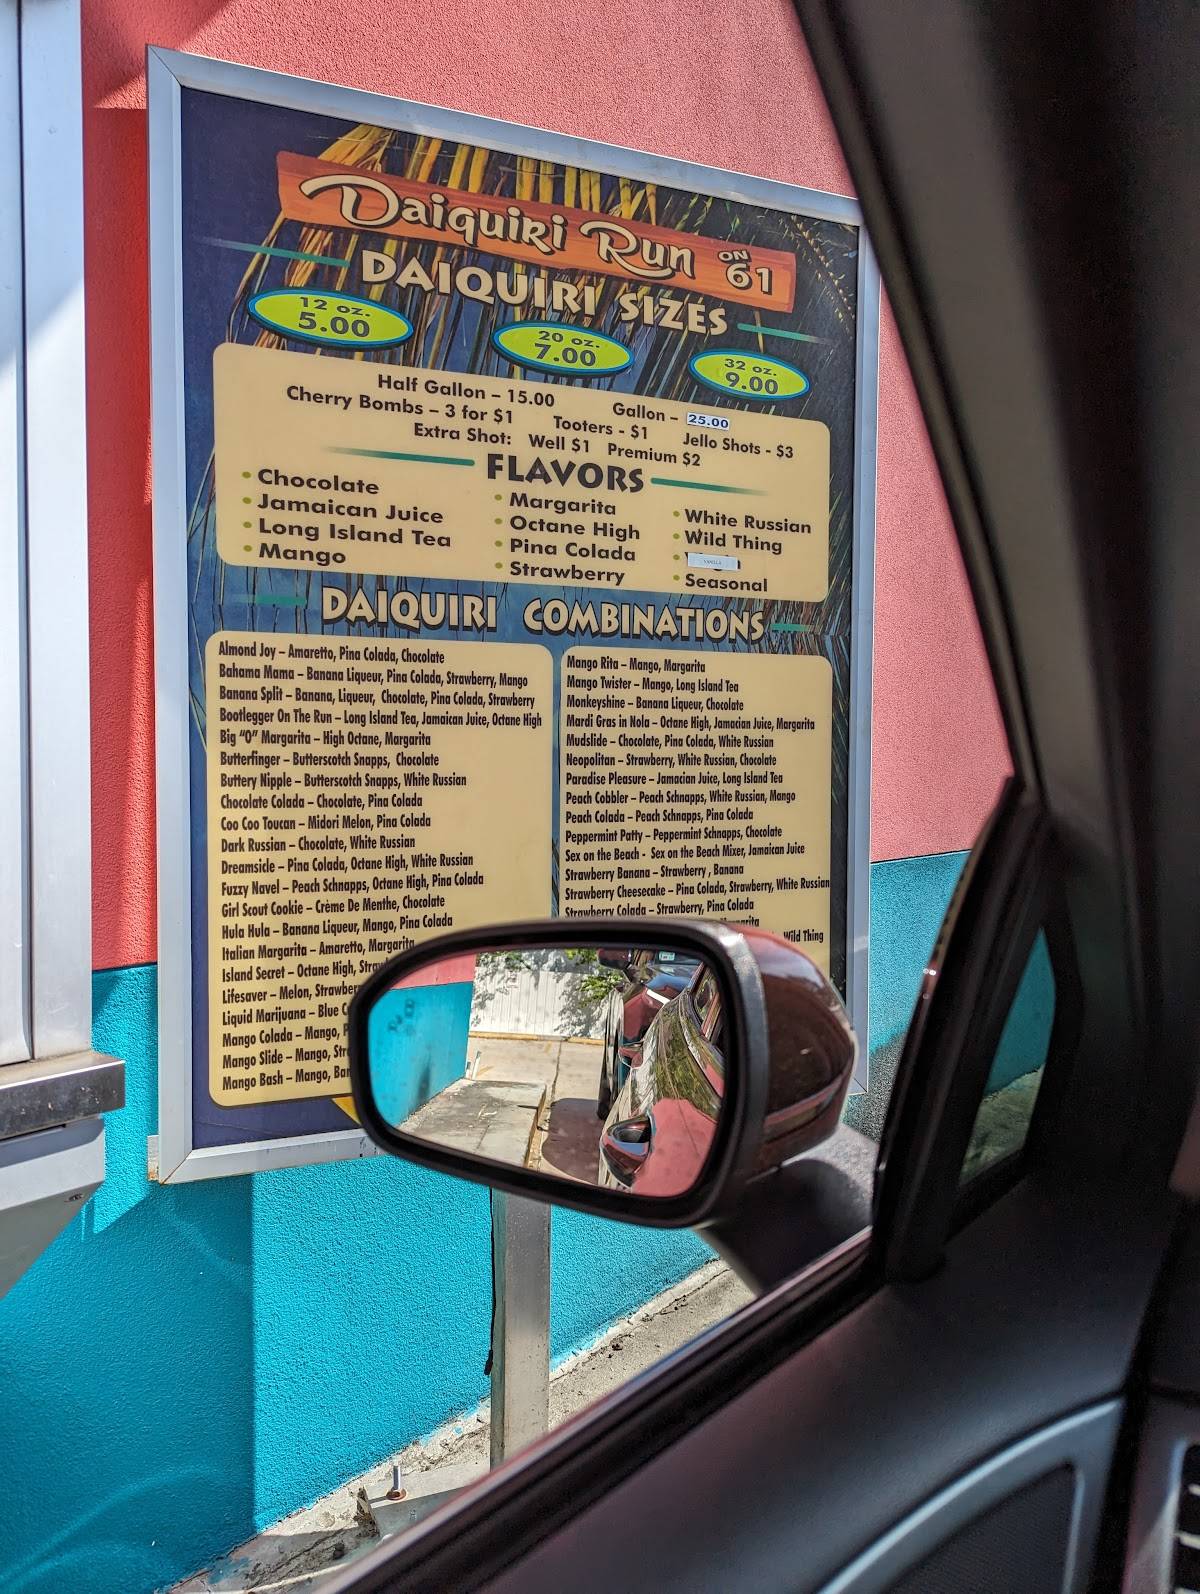 Daiquiri Run ON 61
DAIQUIRI SIZES
12 oz. 5.00
20 oz. 7.00
32 oz. 9.00
Half Gallon – 15.00 Gallon – 25.00
Cherry Bombs – 3 for $1 Tooters - $1 Jello Shots - $3
Extra Shot: Well $1 Premium $2
FLAVORS
• Chocolate
• Jamaican Juice
• Long Island Tea
• Mango
• Margarita
• Octane High
• Pina Colada
• Strawberry
• White Russian
• Wild Thing
• VANILLA
• Seasonal
DAIQUIRI COMBINATIONS
Almond Joy – Amaretto, Pina Colada, Chocolate
Bahama Mama – Banana Liqueur, Pina Colada, Strawberry, Mango
Banana Split – Banana, Liqueur, Chocolate, Pina Colada, Strawberry
Bootlegger On The Run – Long Island Tea, Jamaican Juice, Octane High
Big "O" Margarita – High Octane, Margarita
Butterfinger – Butterscotch Snapps, Chocolate
Buttery Nipple – Butterscotch Snapps, White Russian
Chocolate Colada – Chocolate, Pina Colada
Coo Coo Toucan – Midori Melon, Pina Colada
Dark Russian – Chocolate, White Russian
Dreamside – Pina Colada, Octane High, White Russian
Fuzzy Navel – Peach Schnapps, Octane High, Pina Colada
Girl Scout Cookie – Crème De Menthe, Chocolate
Hula Hula – Banana Liqueur, Mango, Pina Colada
Italian Margarita – Amaretto, Margarita
Island Secret – Octane High,
Lifesaver – Melon,
Liquid Marijuana – Blue
Mango Colada – Mango,
Mango Slide – Mango,
Mango Bash – Mango,
Mango Rita – Mango, Margarita
Mango Twister – Mango, Long Island Tea
Monkeyshine – Banana Liqueur, Chocolate
Mardi Gras in Nola – Octane High, Jamacian Juice, Margarita
Mudslide – Chocolate, Pina Colada, White Russian
Neopolitan – Strawberry, White Russian, Chocolate
Paradise Pleasure – Jamacian Juice, Long Island Tea
Peach Cobbler – Peach Schnapps, White Russian, Mango
Peach Colada – Peach Schnapps, Pina Colada
Peppermint Patty – Peppermint Schnapps, Chocolate
Sex on the Beach - Sex on the Beach Mixer, Jamaican Juice
Strawberry Banana – Strawberry , Banana
Strawberry Cheesecake – Pina Colada, Strawberry, White Russian
Strawberry Colada – Strawberry, Pina Colada
Wild Thing